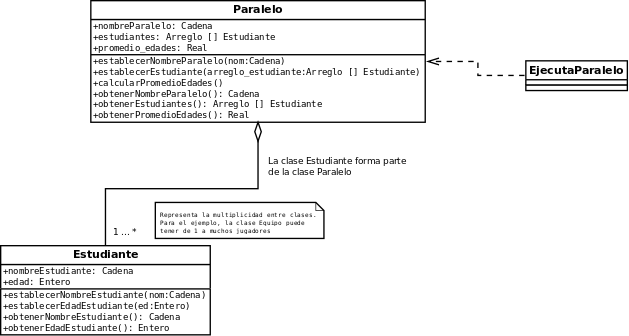 Paralelo
+nombreParalelo: Cadena
+estudiantes: Arreglo [] Estudiante
+promedio_edades: Real
+establecerNombreParalelo(nom:Cadena)
+establecerEstudiante(arreglo_estudiante:Arreglo [] Estudiante)
+calcularPromedioEdades()
+obtenerNombreParalelo(): Cadena
+obtenerEstudiantes(): Arreglo [] Estudiante
+obtenerPromedioEdades(): Real
EjecutaParalelo
La clase Estudiante forma parte
de la clase Paralelo
Representa la multiplicidad entre clases.
Para el ejemplo, la clase Equipo puede
tener de 1 a muchos jugadores
1 ... *
Estudiante
+nombreEstudiante: Cadena
+edad: Entero
+establecerNombreEstudiante(nom:Cadena)
+establecerEdadEstudiante(ed:Entero)
+obtenerNombreEstudiante(): Cadena
+obtenerEdadEstudiante(): Entero